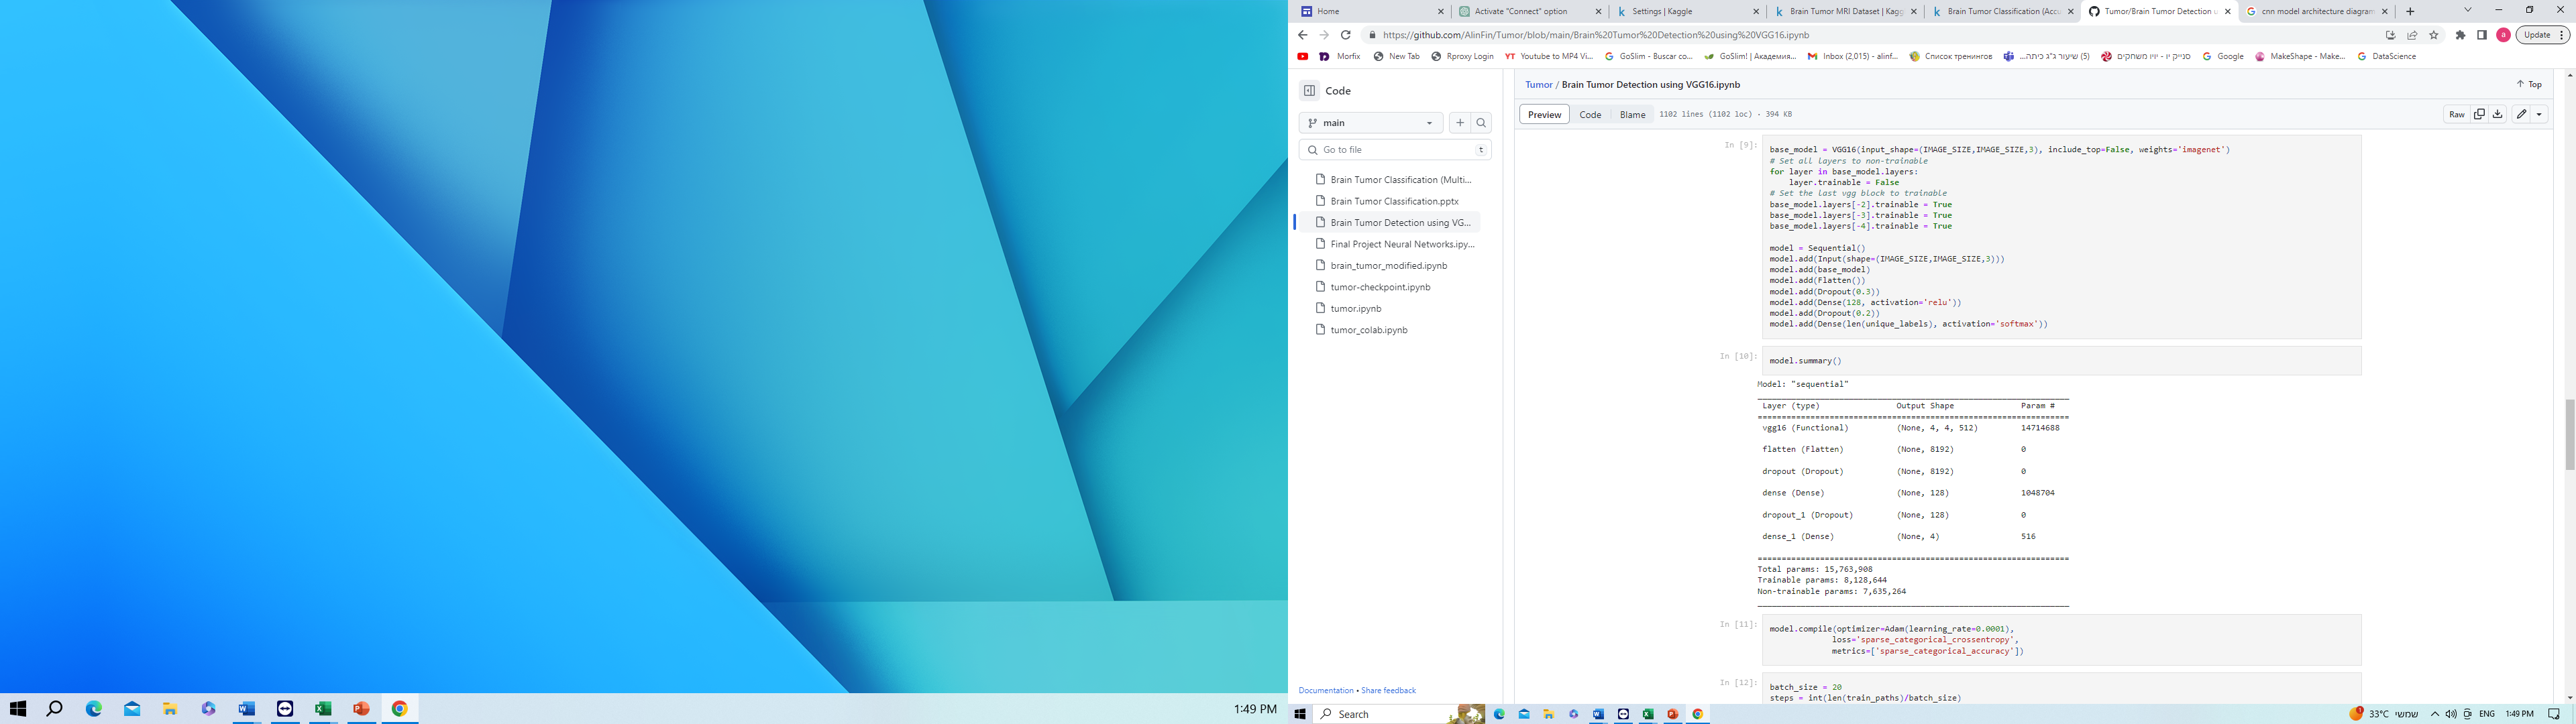 Home
Activate "Connect" option
Settings | Kaggle
Brain Tumor MRI Dataset | Kagg
Brain Tumor Classification (Accu
Tumor/Brain Tumor Detection u
cnn model architecture diagram
https://github.com/AlinFin/Tumor/blob/main/Brain%20Tumor%20Detection%20using%20VGG16.ipynb
Update
Morfix
New Tab
Rproxy Login
YT Youtube to MP4 Vi...
GoSlim - Buscar co...
GoSlim! | Академия...
Inbox (2,015) - alinf...
Список тренингов
(5) שיעור ג"ג כיתה...
סנייק יו - יויו משחקים
Google
MakeShape - Make...
DataScience
Code
main
Go to file
t
Brain Tumor Classification (Multi...
Brain Tumor Classification.pptx
Brain Tumor Detection using VG...
Final Project Neural Networks.ipy...
brain_tumor_modified.ipynb
tumor-checkpoint.ipynb
tumor.ipynb
tumor_colab.ipynb
Documentation • Share feedback
Tumor / Brain Tumor Detection using VGG16.ipynb
Top
Preview Code Blame 1102 lines (1102 loc) · 394 KB
Raw
In [9]:
base_model = VGG16(input_shape=(IMAGE_SIZE,IMAGE_SIZE,3), include_top=False, weights='imagenet')
# Set all layers to non-trainable
for layer in base_model.layers:
    layer.trainable = False
# Set the last vgg block to trainable
base_model.layers[-2].trainable = True
base_model.layers[-3].trainable = True
base_model.layers[-4].trainable = True
model = Sequential()
model.add(Input(shape=(IMAGE_SIZE,IMAGE_SIZE,3)))
model.add(base_model)
model.add(Flatten())
model.add(Dropout(0.3))
model.add(Dense(128, activation='relu'))
model.add(Dropout(0.2))
model.add(Dense(len(unique_labels), activation='softmax'))
In [10]:
model.summary()
Model: "sequential"
Layer (type) Output Shape Param #
vgg16 (Functional) (None, 4, 4, 512) 14714688
flatten (Flatten) (None, 8192) 0
dropout (Dropout) (None, 8192) 0
dense (Dense) (None, 128) 1048704
dropout_1 (Dropout) (None, 128) 0
dense_1 (Dense) (None, 4) 516
Total params: 15,763,908
Trainable params: 8,128,644
Non-trainable params: 7,635,264
In [11]:
model.compile(optimizer=Adam(learning_rate=0.0001),
             loss='sparse_categorical_crossentropy',
             metrics=['sparse_categorical_accuracy'])
In [12]:
batch_size = 20
steps = int(len(train_paths)/batch_size)
1:49 PM
Search
33°C שמשי
ENG
1:49 PM